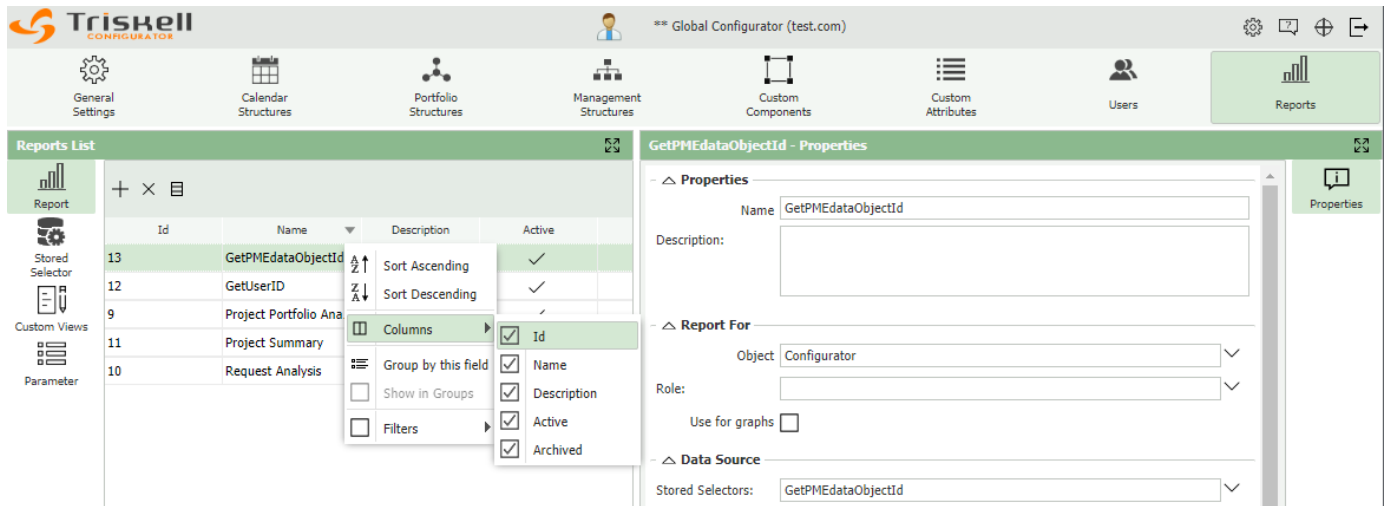 Triskell
CONFIGURATOR
** Global Configurator (test.com)
General
Settings
Calendar
Structures
Portfolio
Structures
Management
Structures
Custom
Components
Custom
Attributes
Users
Reports
Reports List
Report
Stored
Selector
Custom Views
Parameter
Id Name Description Active
13 GetPMEdataObjectId
12 GetUserID
9 Project Portfolio Ana
11 Project Summary
10 Request Analysis
Sort Ascending
Sort Descending
Columns
Group by this field
Show in Groups
Filters
Id
Name
Description
Active
Archived
GetPMEdataObjectId - Properties
Properties
Name GetPMEdataObjectId
Description:
Report For
Object Configurator
Role:
Use for graphs
Data Source
Stored Selectors: GetPMEdataObjectId
Properties